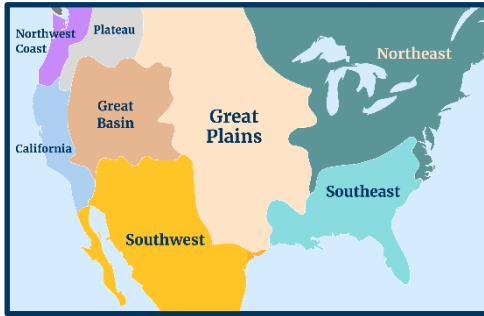 Northwest
Coast
Plateau
Northeast
Great
Basin
Great
Plains
California
Southeast
Southwest